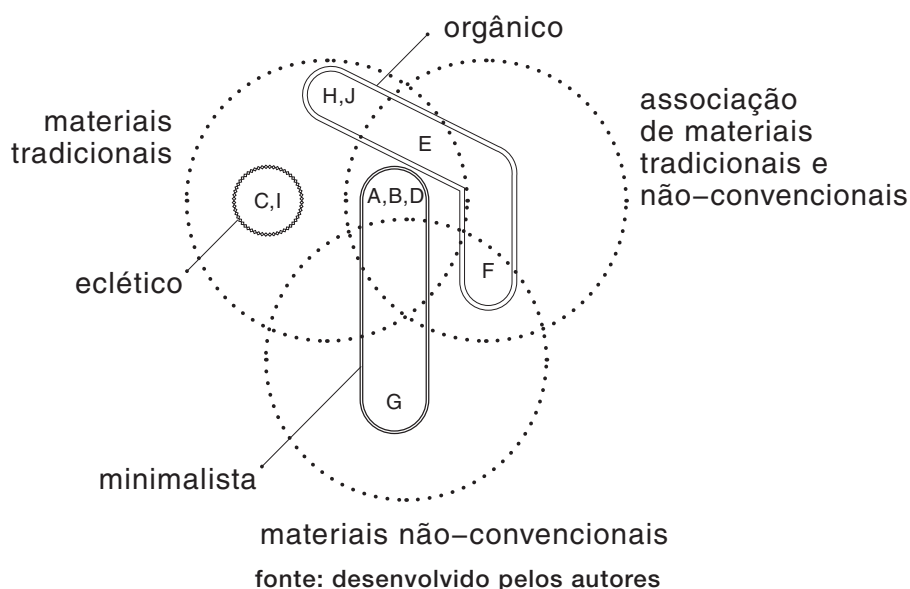 orgânico
H,J
materiais
tradicionais
associação
de materiais
tradicionais e
não–convencionais
E
C,I
A,B,D
eclético
F
G
minimalista
materiais não–convencionais
fonte: desenvolvido pelos autores